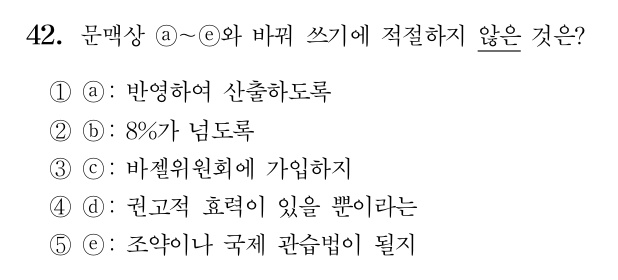 42. 문맥상 ⓐ~ⓔ와 바꿔 쓰기에 적절하지 않은 것은?
① ⓐ: 반영하여 산출하도록
② ⓑ: 8%가 넘도록
③ ⓒ: 바젤위원회에 가입하지
④ ⓓ: 권고적 효력이 있을 뿐이라는
⑤ ⓔ: 조약이나 국제 관습법이 될지